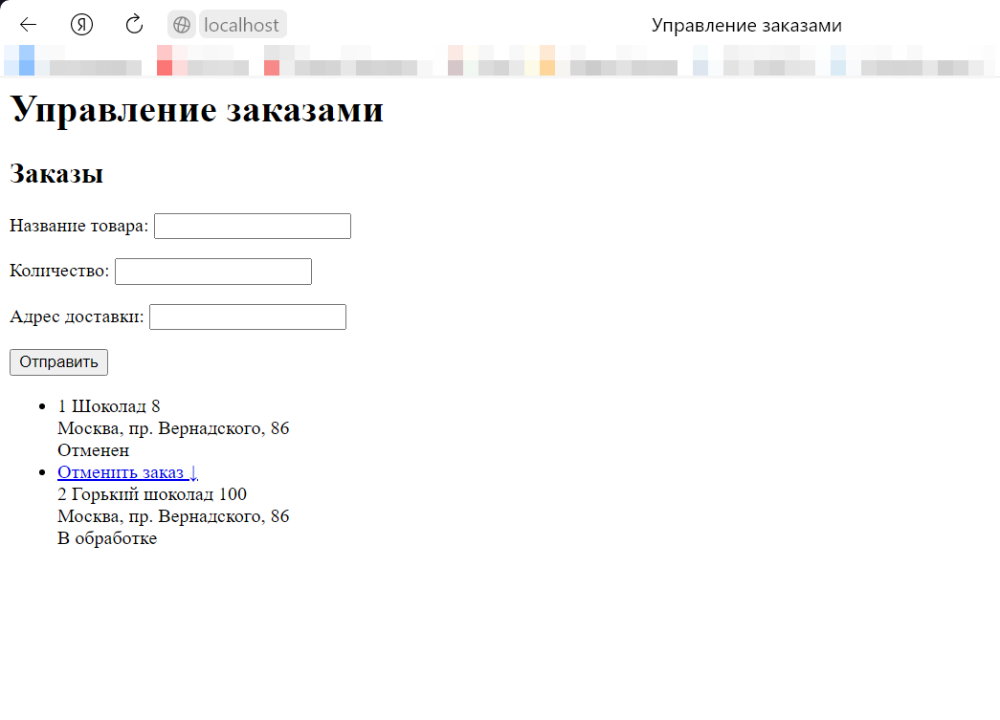 Я localhost Управление заказами
Управление заказами
Заказы
Название товара:
Количество:
Адрес доставки:
Отправить
1 Шоколад 8
Москва, пр. Вернадского, 86
Отменен
Отменить заказ ↓
2 Горький шоколад 100
Москва, пр. Вернадского, 86
В обработке